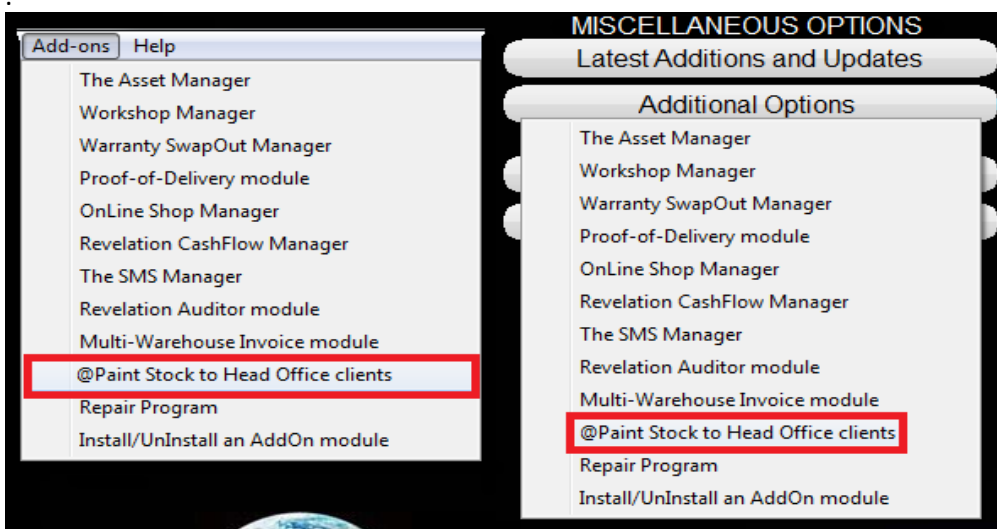 .
Add-ons Help
The Asset Manager
Workshop Manager
Warranty SwapOut Manager
Proof-of-Delivery module
OnLine Shop Manager
Revelation CashFlow Manager
The SMS Manager
Revelation Auditor module
Multi-Warehouse Invoice module
@Paint Stock to Head Office clients
Repair Program
Install/UnInstall an AddOn module
MISCELLANEOUS OPTIONS
Latest Additions and Updates
Additional Options
The Asset Manager
Workshop Manager
Warranty SwapOut Manager
Proof-of-Delivery module
OnLine Shop Manager
Revelation CashFlow Manager
The SMS Manager
Revelation Auditor module
Multi-Warehouse Invoice module
@Paint Stock to Head Office clients
Repair Program
Install/UnInstall an AddOn module